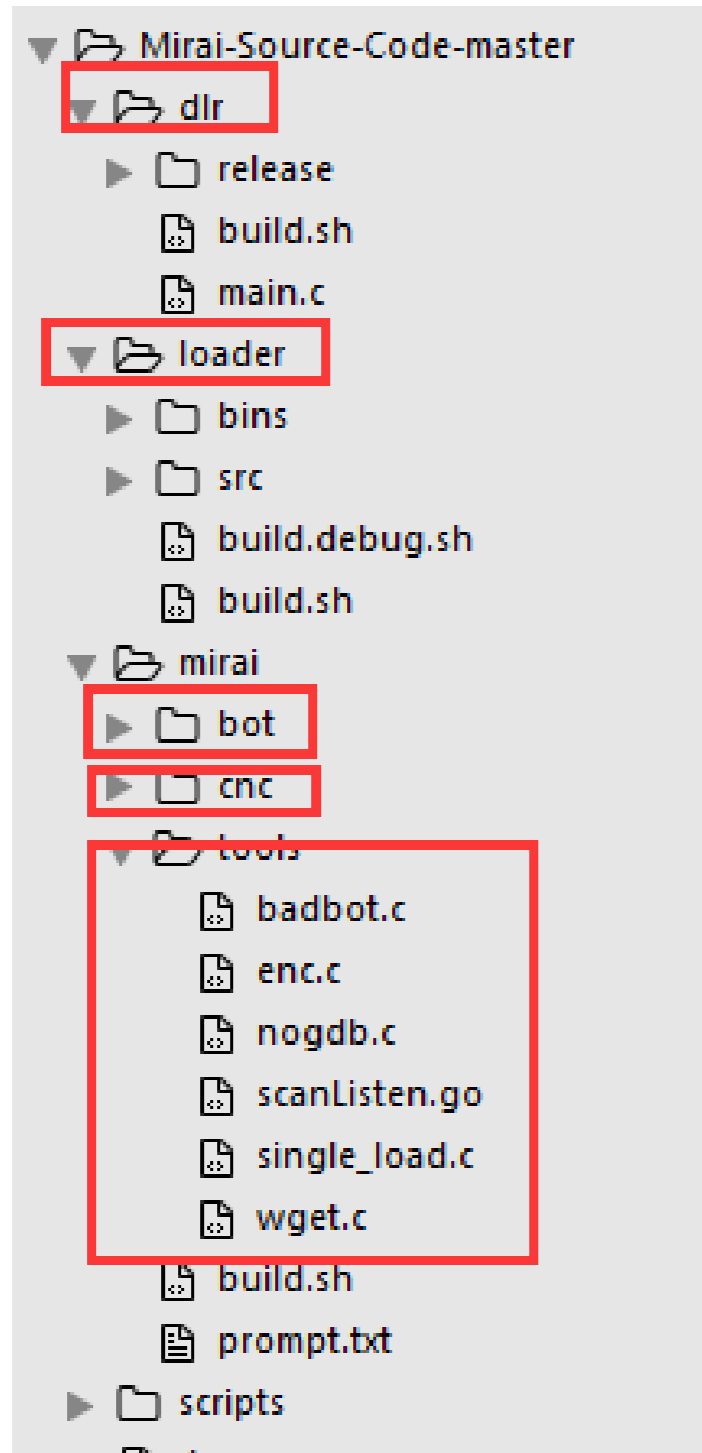 Mirai-Source-Code-master
dlr
release
build.sh
main.c
loader
bins
src
build.debug.sh
build.sh
mirai
bot
cnc
tools
badbot.c
enc.c
nogdb.c
scanListen.go
single_load.c
wget.c
build.sh
prompt.txt
scripts